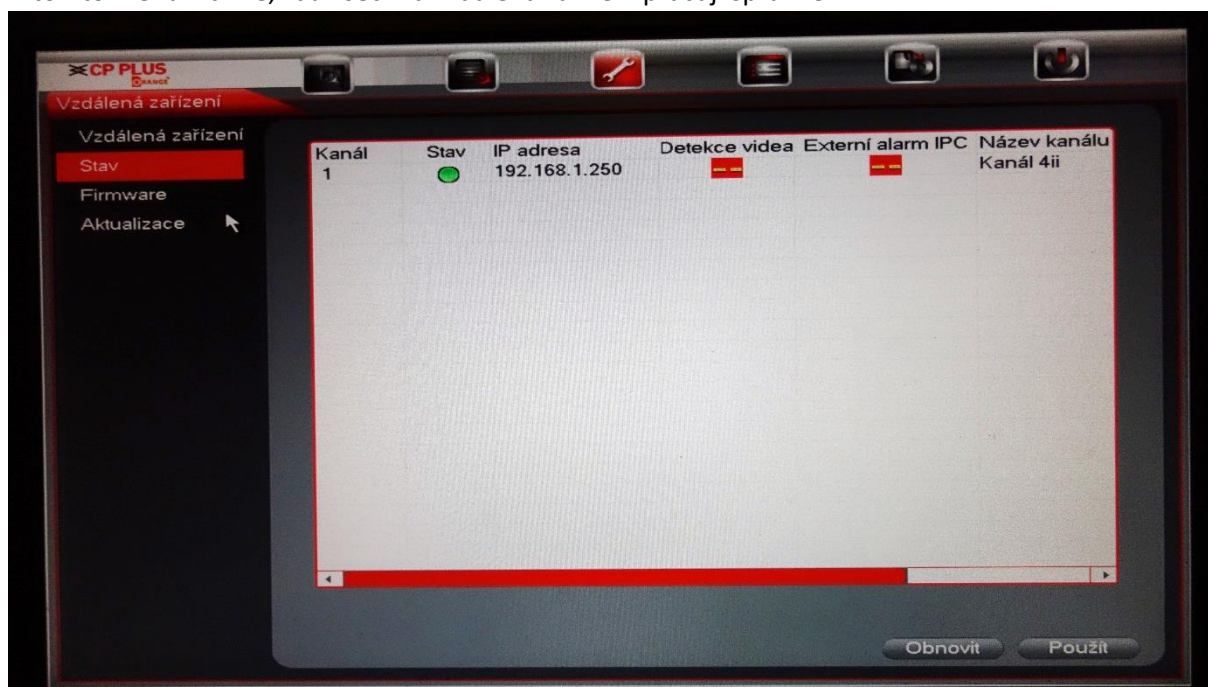 CP PLUS
ORANGE
Vzdálená zařízení
Vzdálená zařízení
Stav
Firmware
Aktualizace
Kanál Stav IP adresa Detekce videa Externí alarm IPC Název kanálu
1 192.168.1.250 -- -- Kanál 4ii
Obnovit Použít